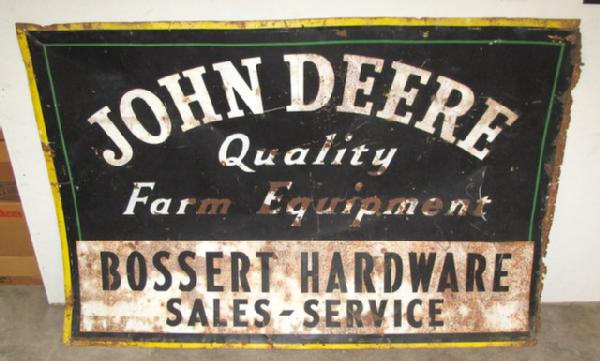 JOHN DEERE
Quality
Farm Equipment
BOSSERT HARDWARE
SALES-SERVICE